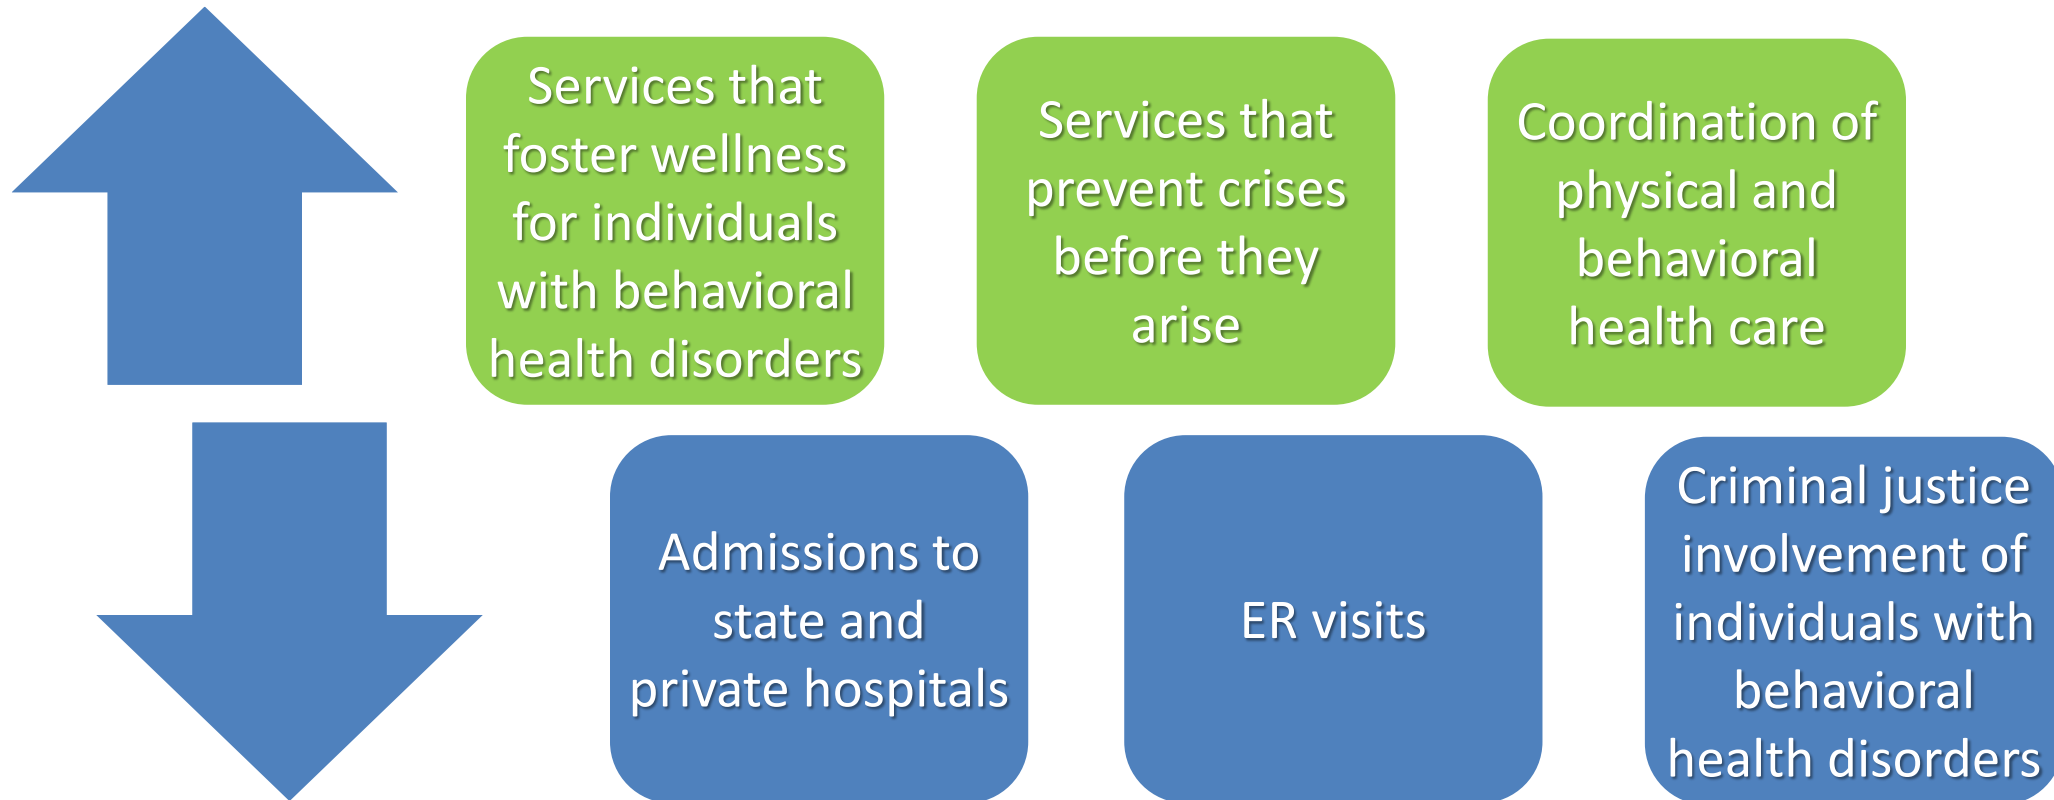 Services that
foster wellness
for individuals
with behavioral
health disorders
Services that
prevent crises
before they
arise
Coordination of
physical and
behavioral
health care
Admissions to
state and
private hospitals
ER visits
Criminal justice
involvement of
individuals with
behavioral
health disorders